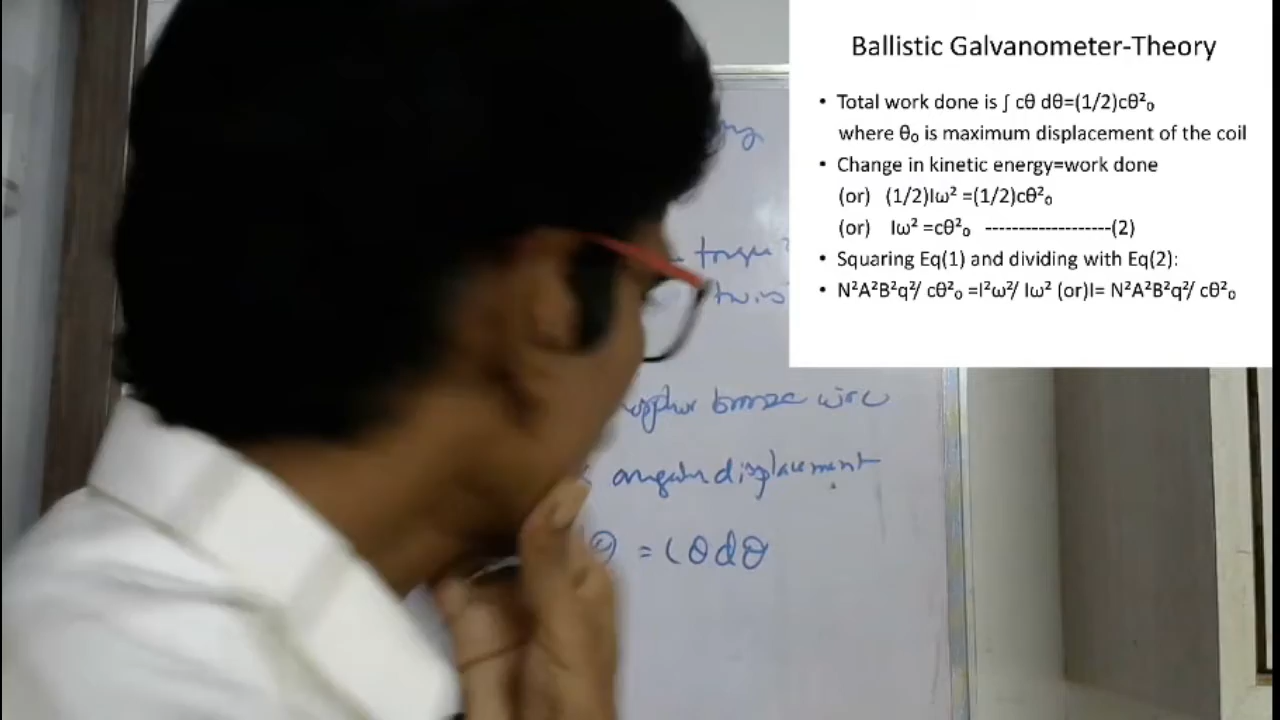 Ballistic Galvanometer-Theory
• Total work done is ∫ cθ dθ=(1/2)cθ²₀
where θ₀ is maximum displacement of the coil
• Change in kinetic energy=work done
(or) (1/2)Iω² =(1/2)cθ²₀
(or) Iω² =cθ²₀ -------------------(2)
• Squaring Eq(1) and dividing with Eq(2):
• N²A²B²q²/ cθ²₀ =I²ω²/ Iω² (or)I= N²A²B²q²/ cθ²₀
torque
twist
bronze wire
angular displacement
= CθdΘ